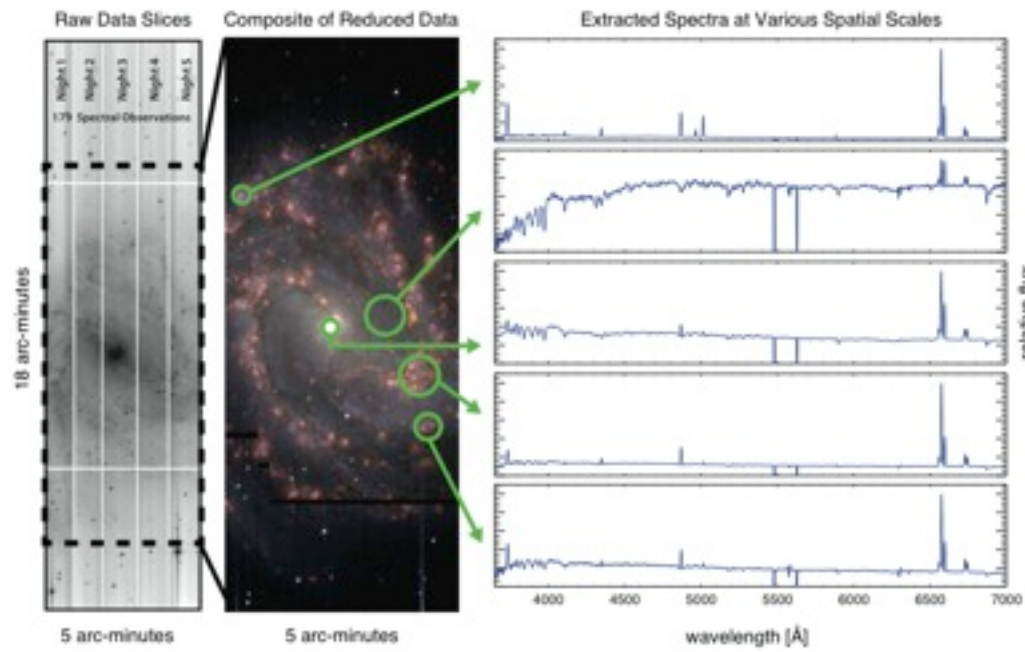 Raw Data Slices
Composite of Reduced Data
Extracted Spectra at Various Spatial Scales
Night 1
Night 2
Night 3
Night 4
Night 5
179 Spectral Observations
18 arc-minutes
5 arc-minutes
5 arc-minutes
4000 4500 5000 5500 6000 6500 7000
wavelength [Å]